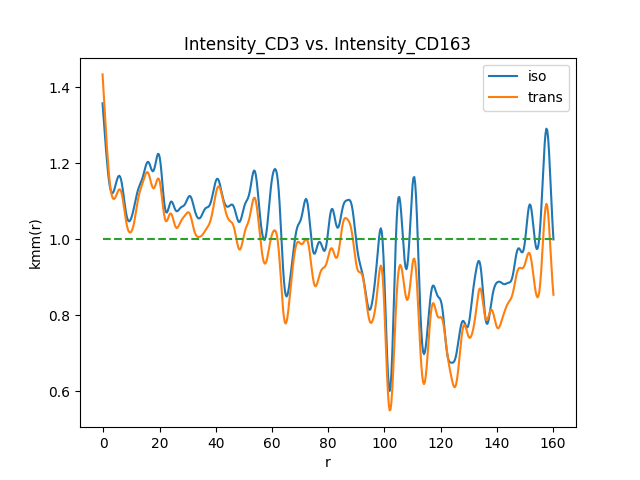 Intensity_CD3 vs. Intensity_CD163
iso
trans
kmm(r)
1.4
1.2
1.0
0.8
0.6
0 20 40 60 80 100 120 140 160
r